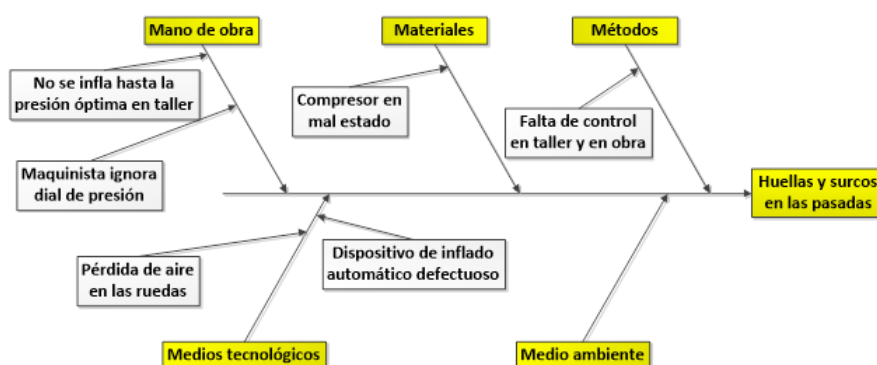 Mano de obra
Materiales
Métodos
No se infla hasta la
presión óptima en taller
Compresor en
mal estado
Falta de control
en taller y en obra
Maquinista ignora
dial de presión
Huellas y surcos
en las pasadas
Pérdida de aire
en las ruedas
Dispositivo de inflado
automático defectuoso
Medios tecnológicos
Medio ambiente